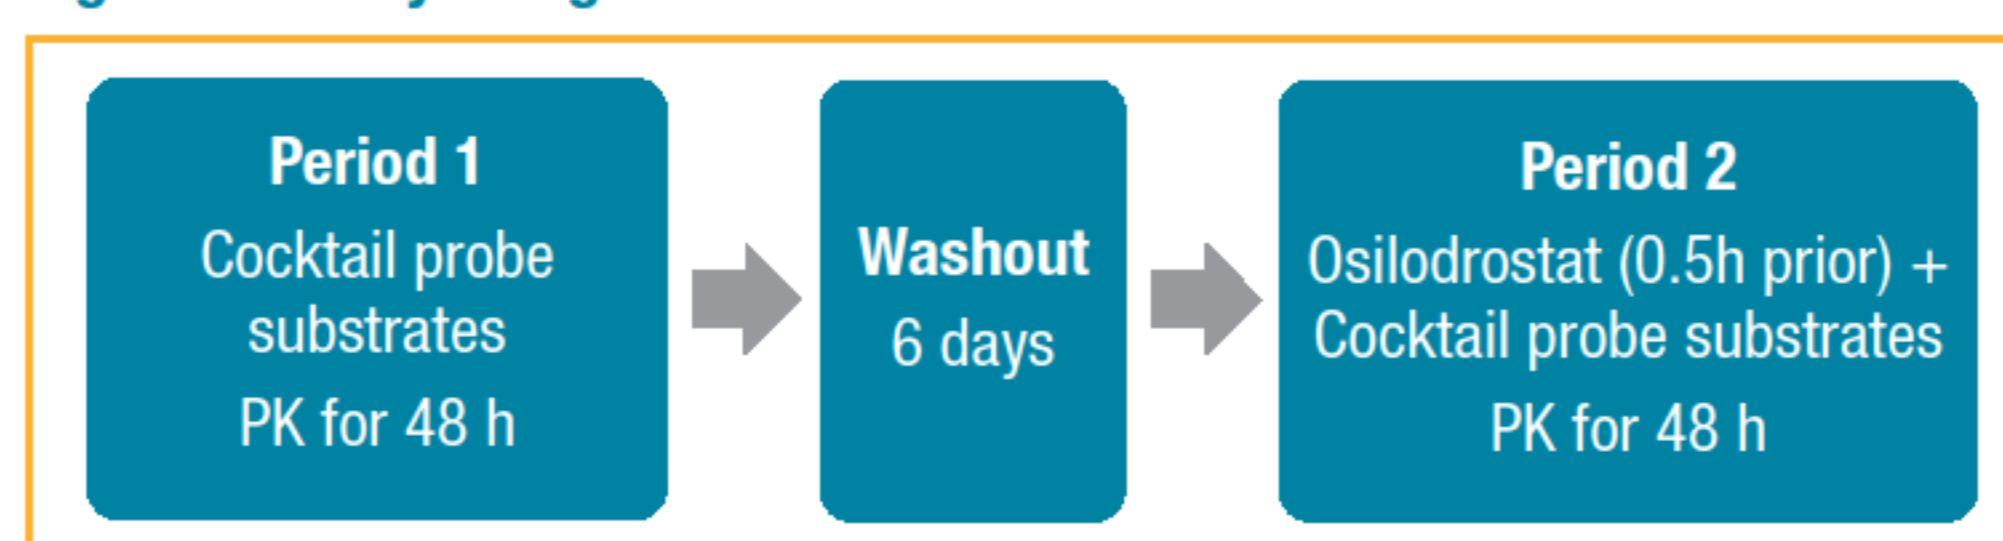 Period 1
Cocktail probe
substrates
PK for 48 h
Washout
6 days
Period 2
Osilodrostat (0.5h prior) +
Cocktail probe substrates
PK for 48 h